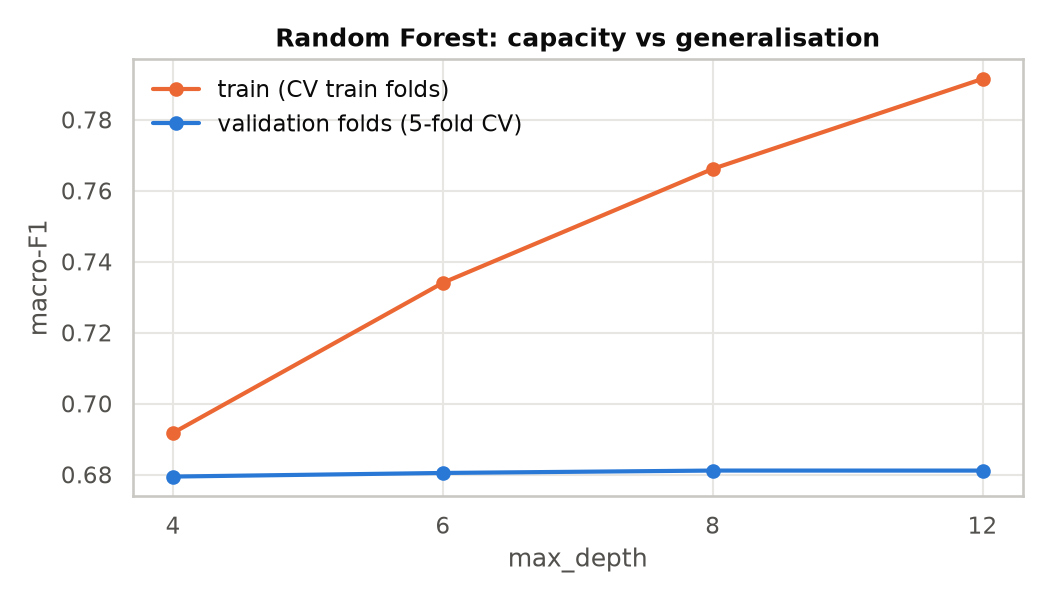 Random Forest: capacity vs generalisation
train (CV train folds)
validation folds (5-fold CV)
0.78
0.76
0.74
0.72
0.70
0.68
macro-F1
4 6 8 12
max_depth